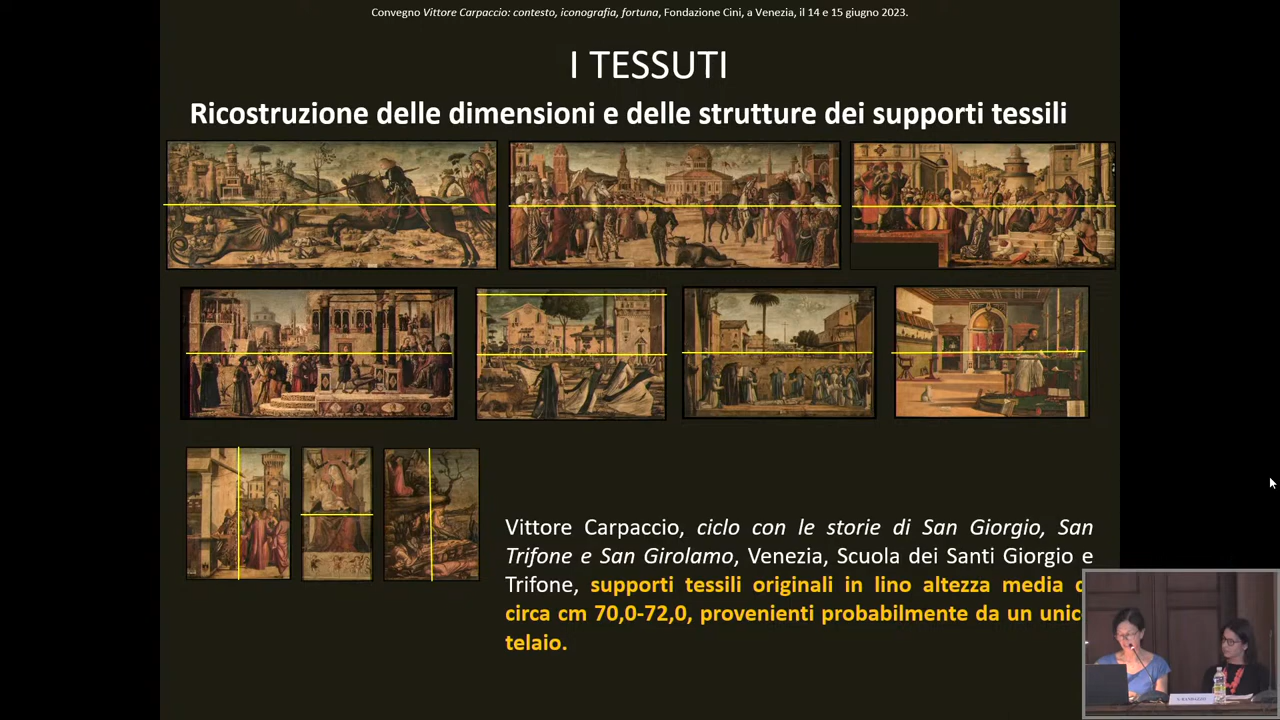 Convegno Vittore Carpaccio: contesto, iconografia, fortuna, Fondazione Cini, a Venezia, il 14 e 15 giugno 2023.
I TESSUTI
Ricostruzione delle dimensioni e delle strutture dei supporti tessili
Vittore Carpaccio, ciclo con le storie di San Giorgio, San
Trifone e San Girolamo, Venezia, Scuola dei Santi Giorgio e
Trifone, supporti tessili originali in lino altezza media
circa cm 70,0-72,0, provenienti probabilmente da un unic
telaio.